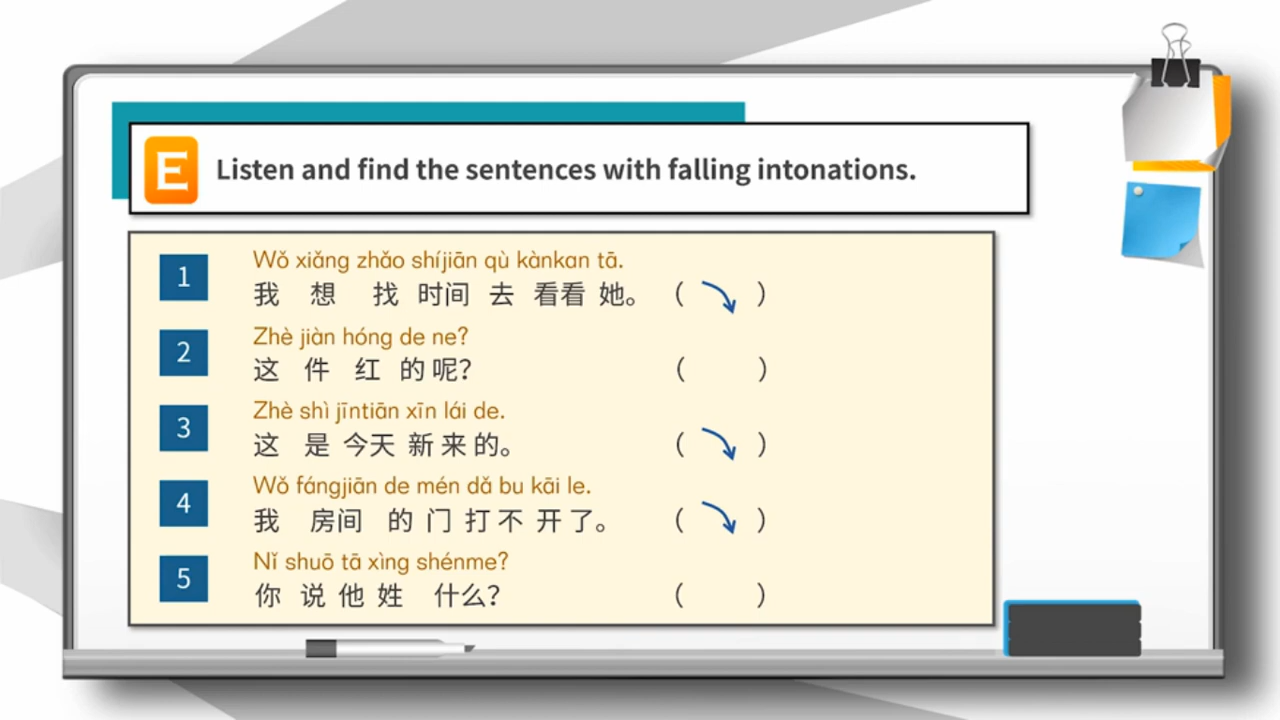 E Listen and find the sentences with falling intonations.
1
Wǒ xiǎng zhǎo shíjiān qù kànkan tā.
我 想 找 时间 去 看看 她。 ( )
2
Zhè jiàn hóng de ne?
这 件 红 的 呢? ( )
3
Zhè shì jīntiān xīn lái de.
这 是 今天 新 来 的。 ( )
4
Wǒ fángjiān de mén dǎ bu kāi le.
我 房间 的 门 打 不 开 了。 ( )
5
Nǐ shuō tā xìng shénme?
你 说 他 姓 什么? ( )